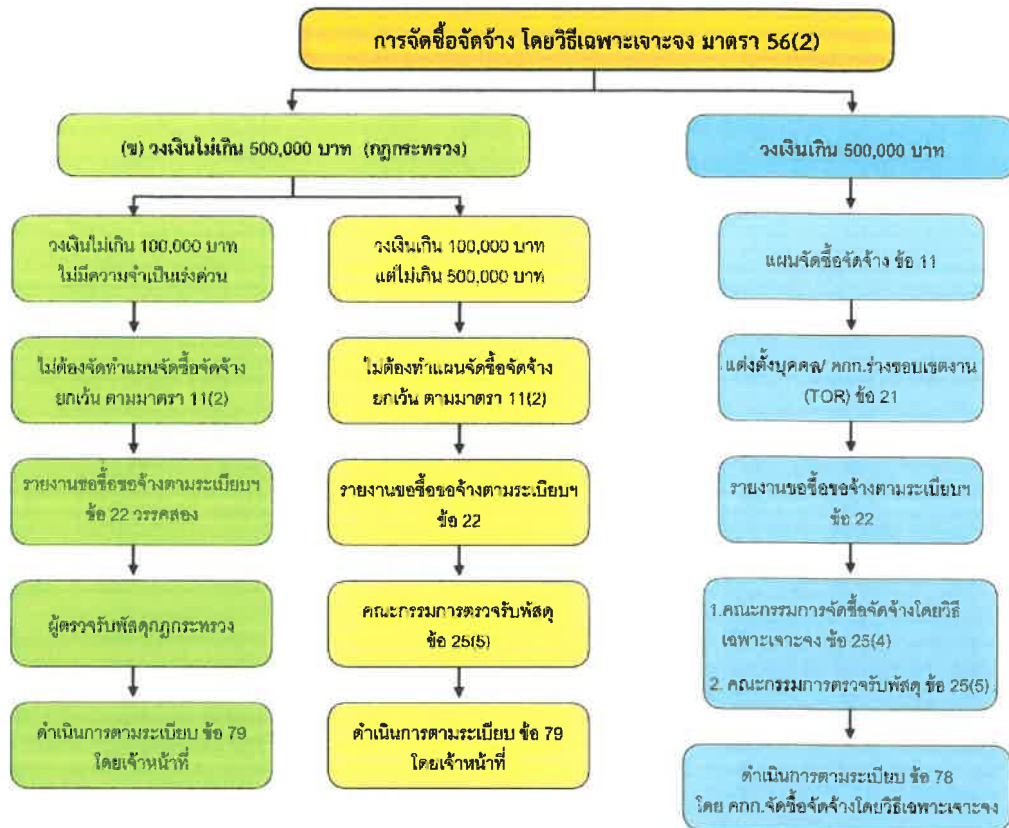 การจัดซื้อจัดจ้าง โดยวิธีเฉพาะเจาะจง มาตรา 56(2)
(ข) วงเงินไม่เกิน 500,000 บาท (กฎกระทรวง)
วงเงินเกิน 500,000 บาท
วงเงินไม่เกิน 100,000 บาท
ไม่มีความจำเป็นเร่งด่วน
วงเงินเกิน 100,000 บาท
แต่ไม่เกิน 500,000 บาท
แผนจัดซื้อจัดจ้าง ข้อ 11
ไม่ต้องจัดทำแผนจัดซื้อจัดจ้าง
ยกเว้น ตามมาตรา 11(2)
ไม่ต้องทำแผนจัดซื้อจัดจ้าง
ยกเว้น ตามมาตรา 11(2)
แต่งตั้งบุคคล/ คกก.ร่างขอบเขตงาน
(TOR) ข้อ 21
รายงานขอซื้อขอจ้างตามระเบียบฯ
ข้อ 22 วรรคสอง
รายงานขอซื้อขอจ้างตามระเบียบฯ
ข้อ 22
รายงานขอซื้อขอจ้างตามระเบียบฯ
ข้อ 22
ผู้ตรวจรับพัสดุกฎกระทรวง
คณะกรรมการตรวจรับพัสดุ
ข้อ 25(5)
1.คณะกรรมการจัดซื้อจัดจ้างโดยวิธี
เฉพาะเจาะจง ข้อ 25(4)
2. คณะกรรมการตรวจรับพัสดุ ข้อ 25(5)
ดำเนินการตามระเบียบ ข้อ 79
โดยเจ้าหน้าที่
ดำเนินการตามระเบียบ ข้อ 79
โดยเจ้าหน้าที่
ดำเนินการตามระเบียบ ข้อ 78
โดย คกก.จัดซื้อจัดจ้างโดยวิธีเฉพาะเจาะจง